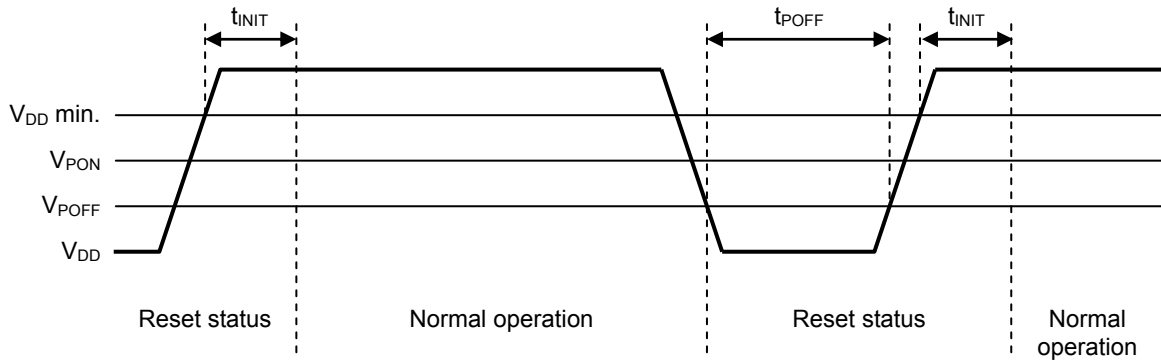 tINIT
tPOFF
tINIT
VDD min.
VPON
VPOFF
VDD
Reset status
Normal operation
Reset status
Normal
operation